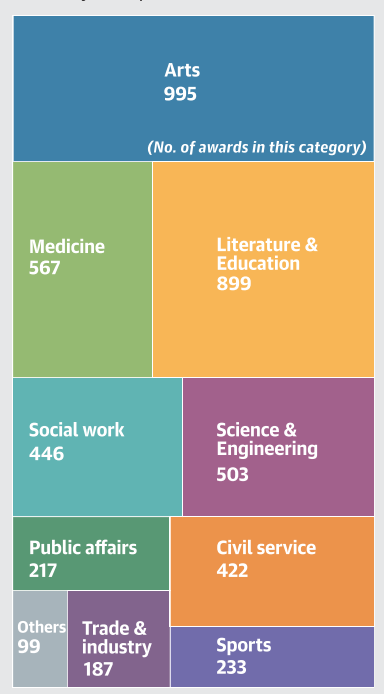 Arts
995
(No. of awards in this category)
Medicine
567
Literature &
Education
899
Social work
446
Science &
Engineering
503
Public affairs
217
Civil service
422
Others
99
Trade &
industry
187
Sports
233